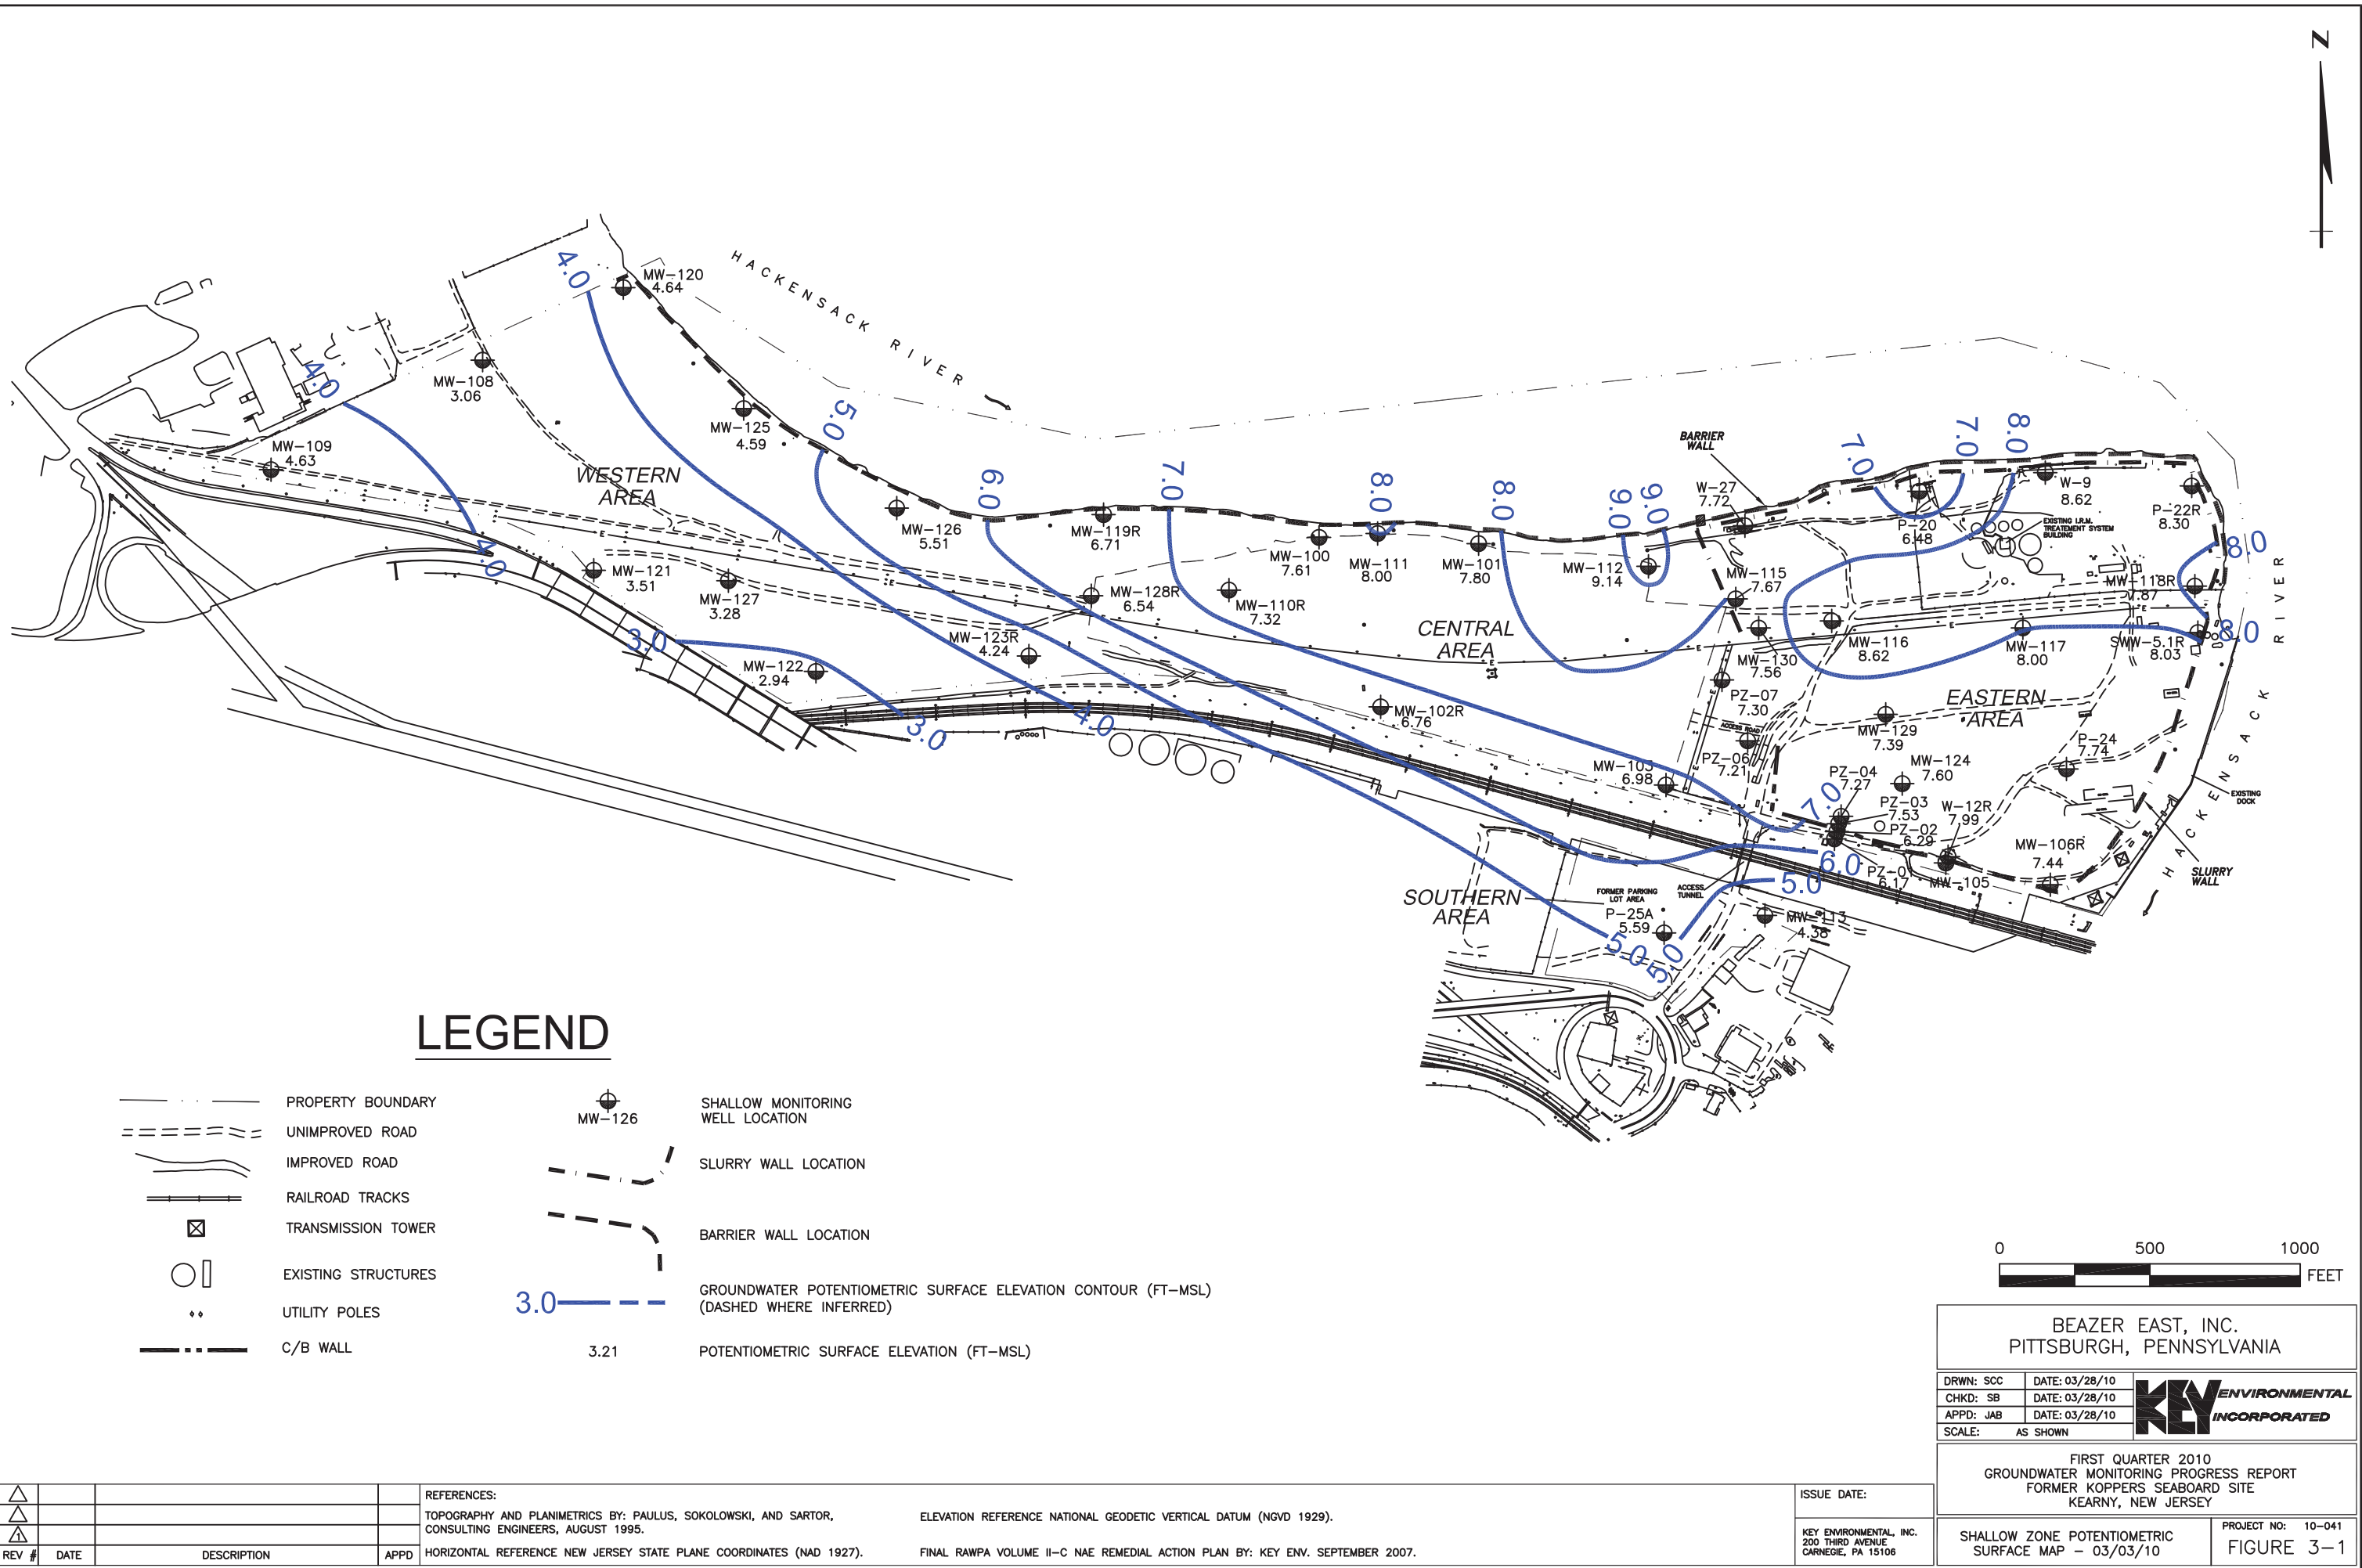 N
HACKENSACK RIVER
4.0
MW-120
4.64
4.0
MW-108
3.06
MW-109
4.63
5.0
MW-125
4.59
WESTERN
AREA
6.0
7.0
8.0
8.0
9.0
9.0
BARRIER
WALL
7.0
7.0
8.0
W-27
7.72
W-9
8.62
P-22R
8.30
P-20
6.48
EXISTING I.R.M.
TREATEMENT SYSTEM
BUILDING
MW-126
5.51
MW-119R
6.71
MW-100
7.61
MW-111
8.00
MW-101
7.80
MW-112
9.14
MW-115
7.67
8.0
MW-118R
7.87
4.0
MW-121
3.51
MW-127
3.28
MW-128R
6.54
MW-110R
7.32
CENTRAL
AREA
MW-123R
4.24
3.0
MW-122
2.94
MW-130
7.56
MW-116
8.62
MW-117
8.00
SWW-5.1R
8.03
8.0
HACKENSACK RIVER
PZ-07
7.30
EASTERN
AREA
3.0
4.0
MW-102R
6.76
ACCESS ROAD
MW-129
7.39
P-24
7.74
MW-103
6.98
PZ-06
7.21
PZ-04
7.27
MW-124
7.60
7.0
PZ-03
7.53
W-12R
7.99
PZ-02
6.29
EXISTING
DOCK
MW-106R
7.44
6.0
PZ-01
6.17
MW-105
5.0
SLURRY
WALL
SOUTHERN
AREA
FORMER PARKING
LOT AREA
ACCESS
TUNNEL
P-25A
5.59
MW-113
4.38
5.0
5.0
LEGEND
PROPERTY BOUNDARY
UNIMPROVED ROAD
IMPROVED ROAD
RAILROAD TRACKS
TRANSMISSION TOWER
EXISTING STRUCTURES
UTILITY POLES
C/B WALL
MW-126
SHALLOW MONITORING
WELL LOCATION
SLURRY WALL LOCATION
BARRIER WALL LOCATION
3.0
GROUNDWATER POTENTIOMETRIC SURFACE ELEVATION CONTOUR (FT-MSL)
(DASHED WHERE INFERRED)
3.21
POTENTIOMETRIC SURFACE ELEVATION (FT-MSL)
0 500 1000
FEET
BEAZER EAST, INC.
PITTSBURGH, PENNSYLVANIA
DRWN: SCC DATE: 03/28/10
CHKD: SB DATE: 03/28/10
APPD: JAB DATE: 03/28/10
SCALE: AS SHOWN
KEY ENVIRONMENTAL
INCORPORATED
FIRST QUARTER 2010
GROUNDWATER MONITORING PROGRESS REPORT
FORMER KOPPERS SEABOARD SITE
KEARNY, NEW JERSEY
SHALLOW ZONE POTENTIOMETRIC
SURFACE MAP - 03/03/10
PROJECT NO: 10-041
FIGURE 3-1
ISSUE DATE:
KEY ENVIRONMENTAL, INC.
200 THIRD AVENUE
CARNEGIE, PA 15106
REFERENCES:
TOPOGRAPHY AND PLANIMETRICS BY: PAULUS, SOKOLOWSKI, AND SARTOR,
CONSULTING ENGINEERS, AUGUST 1995.
HORIZONTAL REFERENCE NEW JERSEY STATE PLANE COORDINATES (NAD 1927).
ELEVATION REFERENCE NATIONAL GEODETIC VERTICAL DATUM (NGVD 1929).
FINAL RAWPA VOLUME II-C NAE REMEDIAL ACTION PLAN BY: KEY ENV. SEPTEMBER 2007.
1
REV # DATE DESCRIPTION APPD